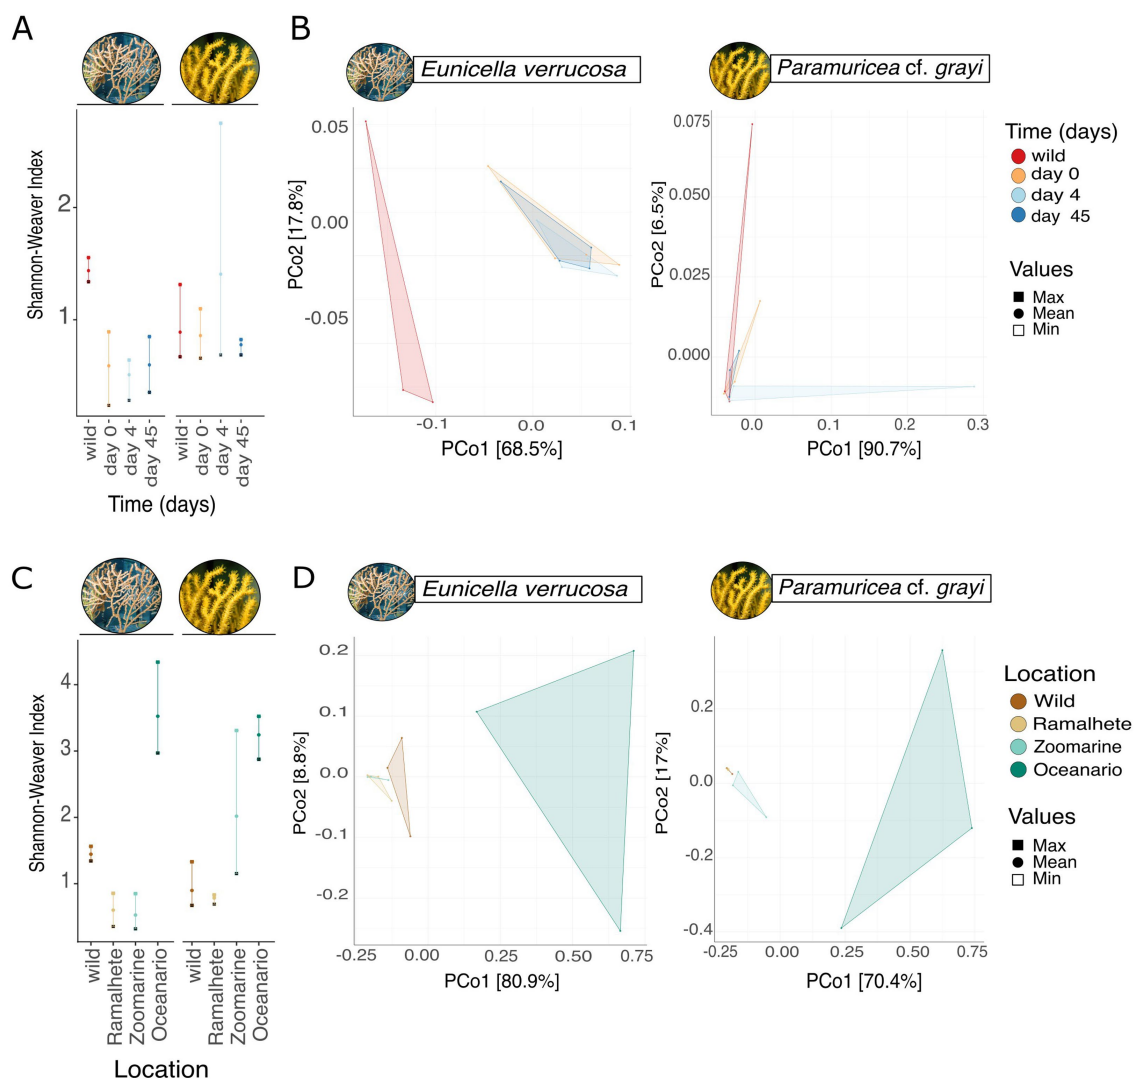 A
B
Eunicella verrucosa
Paramuricea cf. grayi
Shannon-Weaver Index
2
1
wild
day 0
day 4
day 45
wild
day 0
day 4
day 45
Time (days)
PCo2 [17.8%]
0.05
0.00
-0.05
-0.1
0.0
0.1
PCo1 [68.5%]
PCo2 [6.5%]
0.075
0.050
0.025
0.000
0.0
0.1
0.2
0.3
PCo1 [90.7%]
Time (days)
wild
day 0
day 4
day 45
Values
Max
Mean
Min
C
D
Eunicella verrucosa
Paramuricea cf. grayi
Shannon-Weaver Index
4
3
2
1
wild
Ramalhete
Zoomarine
Oceanario
wild
Ramalhete
Zoomarine
Oceanario
Location
PCo2 [8.8%]
0.2
0.1
0.0
-0.1
-0.2
-0.25
0.00
0.25
0.50
0.75
PCo1 [80.9%]
PCo2 [17%]
0.2
0.0
-0.2
-0.4
-0.25
0.00
0.25
0.50
0.75
PCo1 [70.4%]
Location
Wild
Ramalhete
Zoomarine
Oceanario
Values
Max
Mean
Min